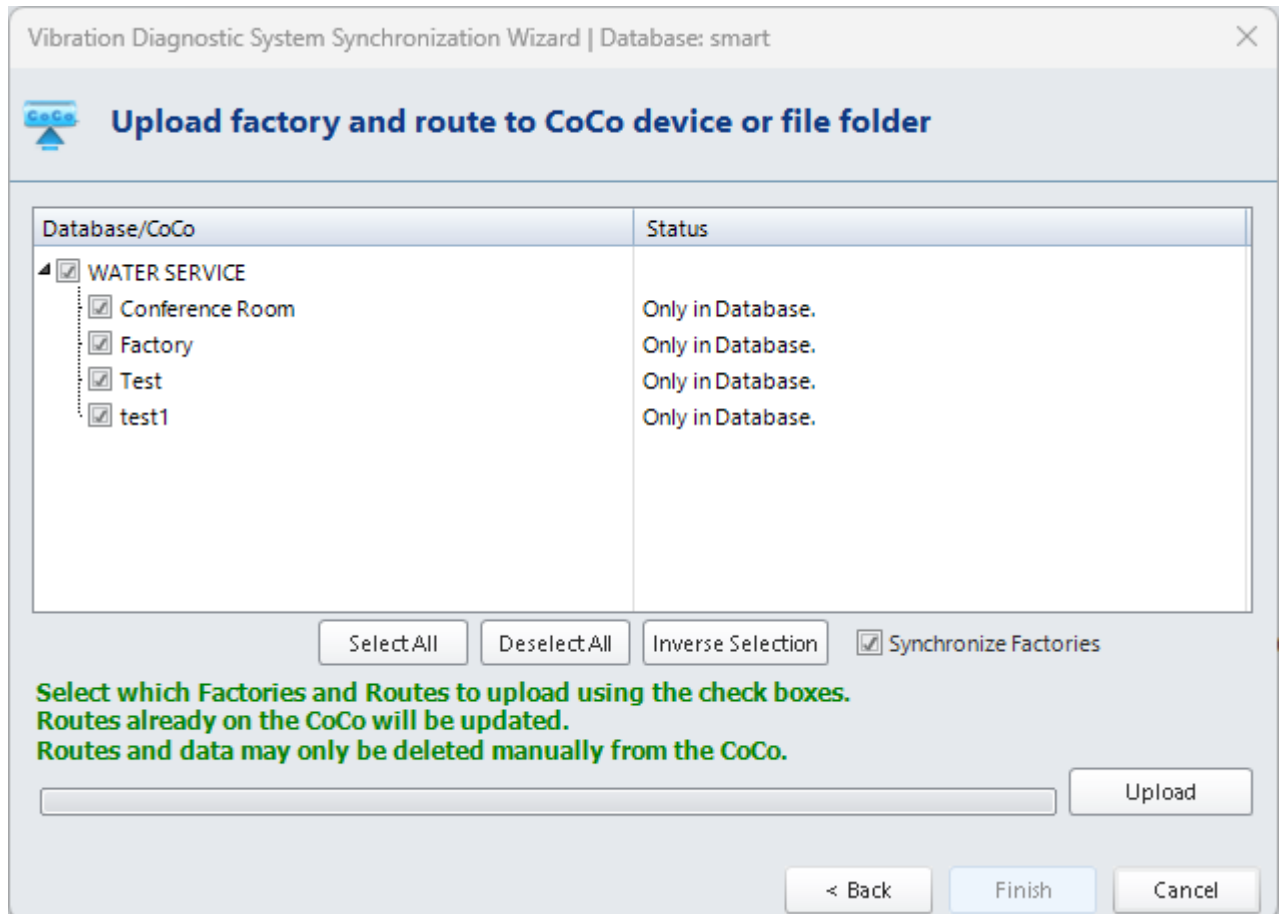 Vibration Diagnostic System Synchronization Wizard | Database: smart
CoCo
Upload factory and route to CoCo device or file folder
Database/CoCo Status
WATER SERVICE
Conference Room Only in Database.
Factory Only in Database.
Test Only in Database.
test1 Only in Database.
Select All Deselect All Inverse Selection Synchronize Factories
Select which Factories and Routes to upload using the check boxes.
Routes already on the CoCo will be updated.
Routes and data may only be deleted manually from the CoCo.
Upload
< Back Finish Cancel